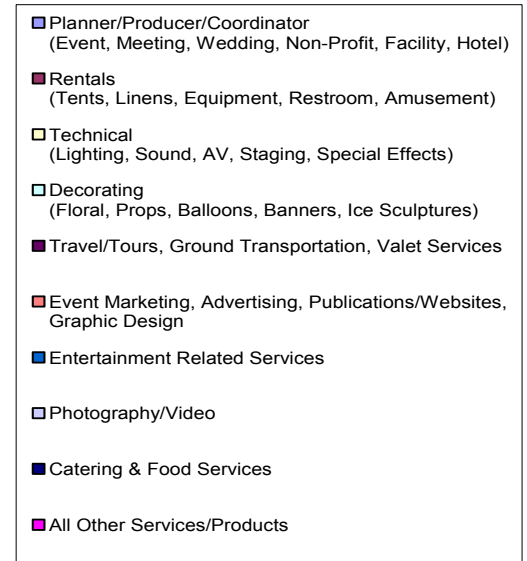 Planner/Producer/Coordinator
(Event, Meeting, Wedding, Non-Profit, Facility, Hotel)
Rentals
(Tents, Linens, Equipment, Restroom, Amusement)
Technical
(Lighting, Sound, AV, Staging, Special Effects)
Decorating
(Floral, Props, Balloons, Banners, Ice Sculptures)
Travel/Tours, Ground Transportation, Valet Services
Event Marketing, Advertising, Publications/Websites,
Graphic Design
Entertainment Related Services
Photography/Video
Catering & Food Services
All Other Services/Products